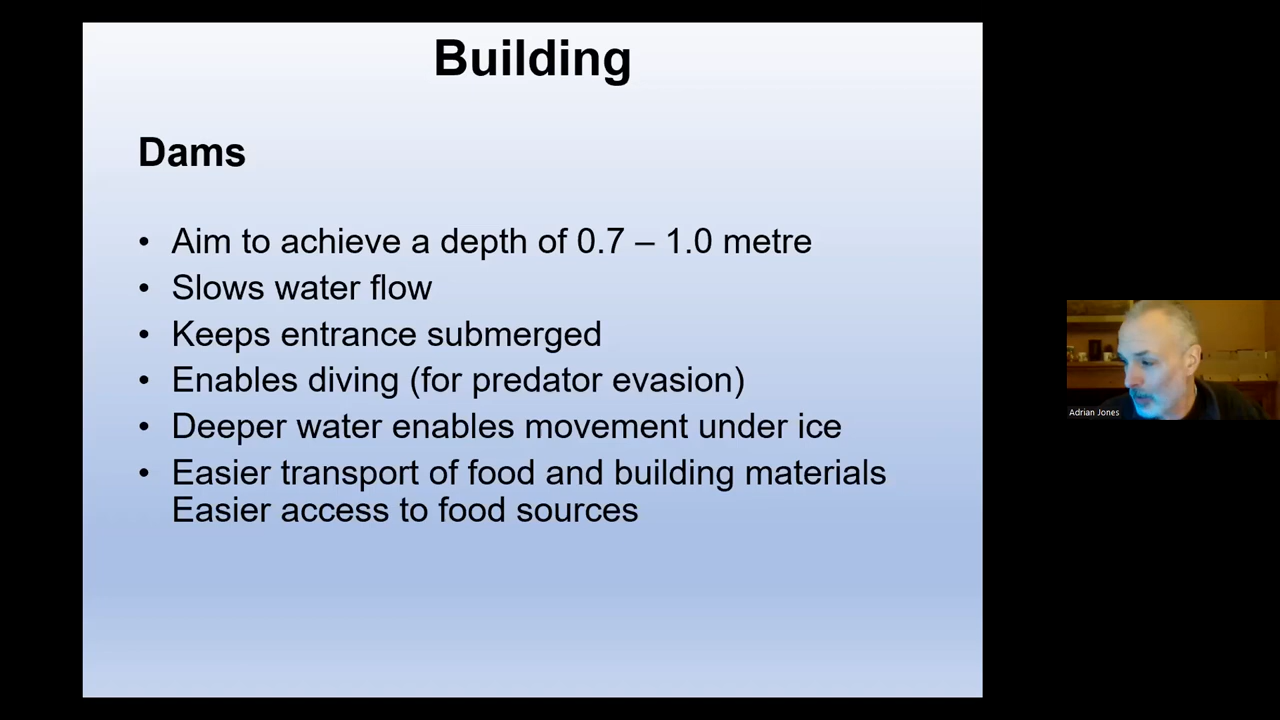 Building
Dams
• Aim to achieve a depth of 0.7 – 1.0 metre
• Slows water flow
• Keeps entrance submerged
• Enables diving (for predator evasion)
• Deeper water enables movement under ice
• Easier transport of food and building materials
Easier access to food sources
Adrian Jones